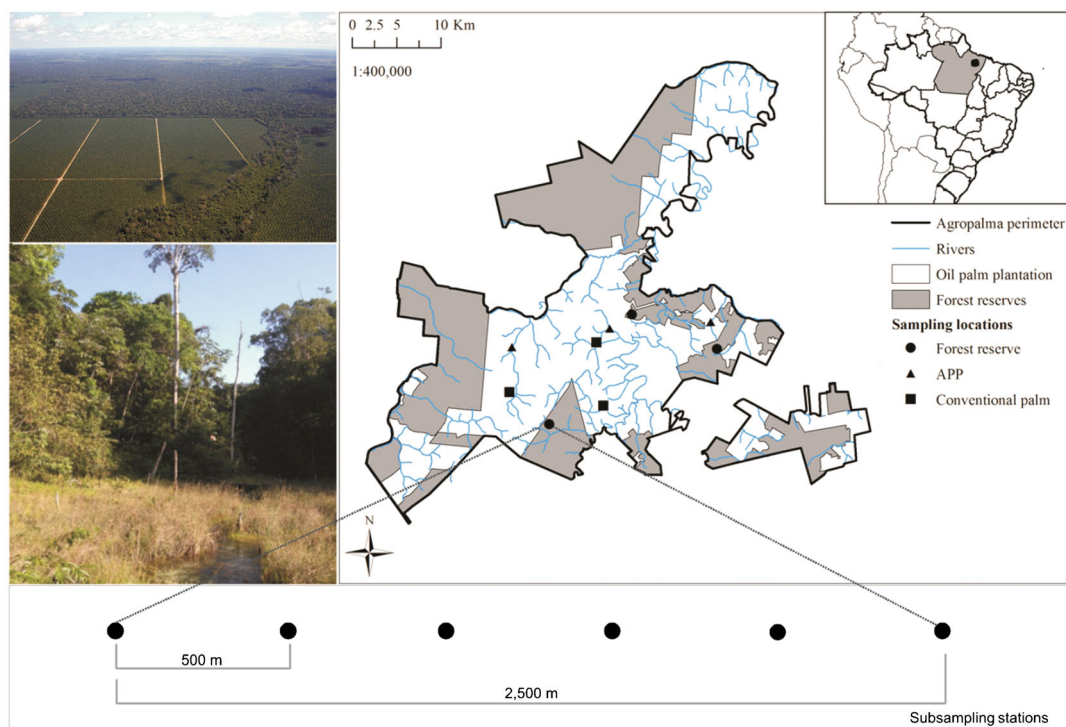 0 2.5 5 10 Km
1:400,000
Agropalma perimeter
Rivers
Oil palm plantation
Forest reserves
Sampling locations
Forest reserve
APP
Conventional palm
N
500 m
2,500 m
Subsampling stations